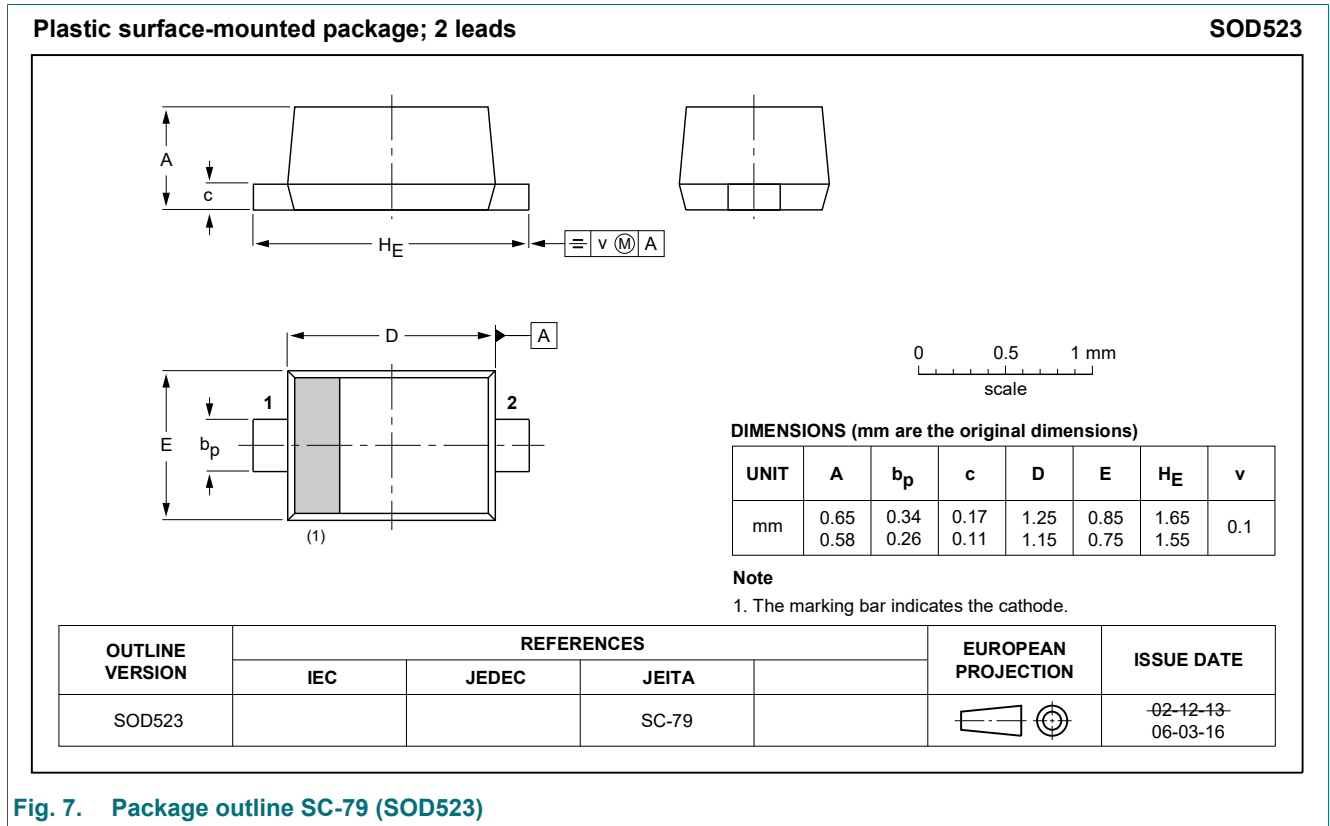 Plastic surface-mounted package; 2 leads SOD523
A
c
HE
v M A
D
A
1
2
E
bp
(1)
0 0.5 1 mm
scale
DIMENSIONS (mm are the original dimensions)
UNIT A bp c D E HE v
mm 0.65 0.34 0.17 1.25 0.85 1.65 0.1
0.58 0.26 0.11 1.15 0.75 1.55
Note
1. The marking bar indicates the cathode.
OUTLINE VERSION REFERENCES EUROPEAN PROJECTION ISSUE DATE
IEC JEDEC JEITA
SOD523 SC-79 02-12-13
06-03-16
Fig. 7. Package outline SC-79 (SOD523)